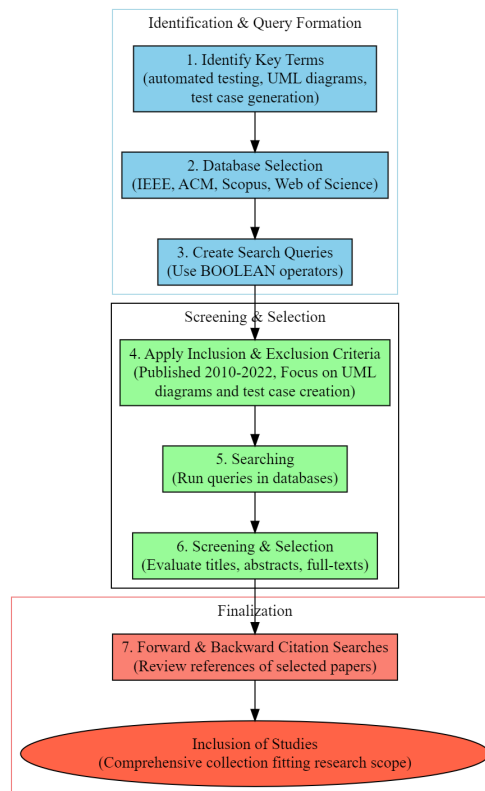 Identification & Query Formation
1. Identify Key Terms
(automated testing, UML diagrams,
test case generation)
2. Database Selection
(IEEE, ACM, Scopus, Web of Science)
3. Create Search Queries
(Use BOOLEAN operators)
Screening & Selection
4. Apply Inclusion & Exclusion Criteria
(Published 2010-2022, Focus on UML
diagrams and test case creation)
5. Searching
(Run queries in databases)
6. Screening & Selection
(Evaluate titles, abstracts, full-texts)
Finalization
7. Forward & Backward Citation Searches
(Review references of selected papers)
Inclusion of Studies
(Comprehensive collection fitting research scope)